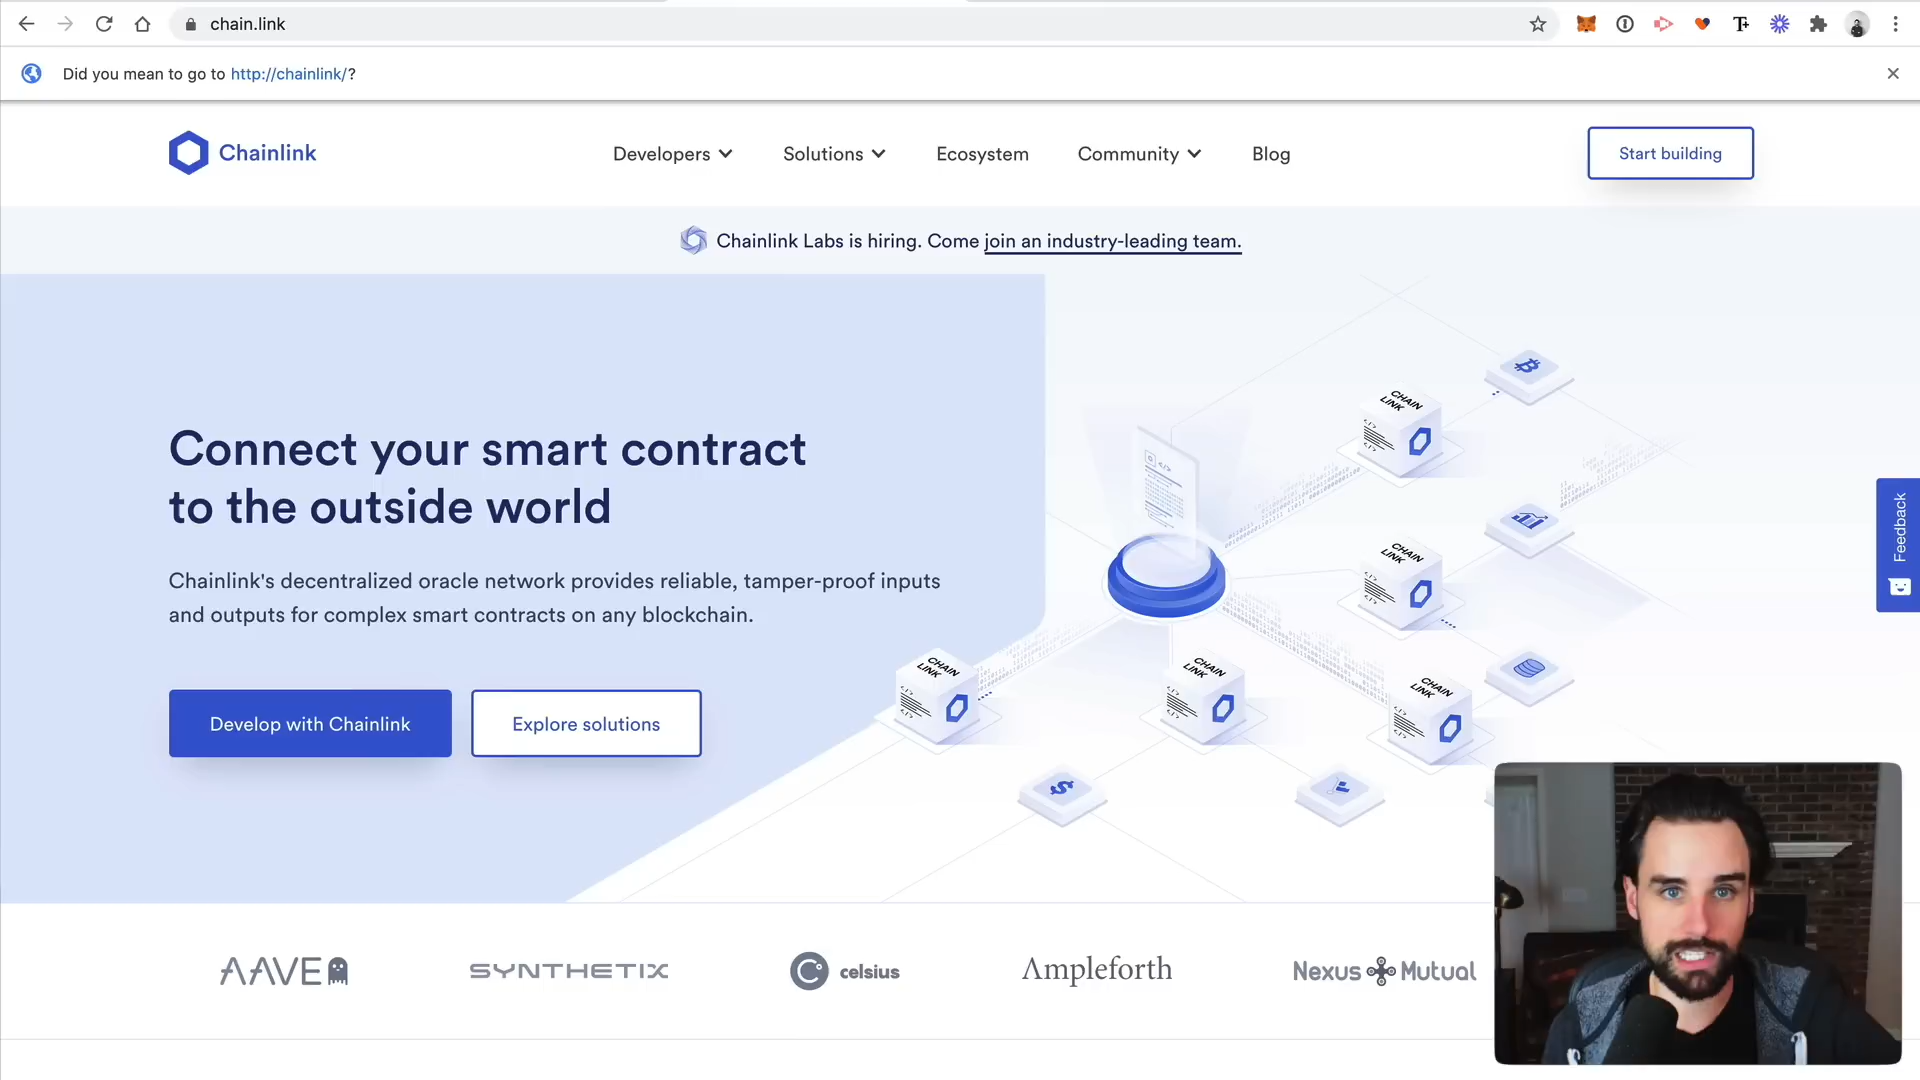 chain.link
Did you mean to go to http://chainlink/?
Chainlink
Developers
Solutions
Ecosystem
Community
Blog
Start building
Chainlink Labs is hiring. Come join an industry-leading team.
Connect your smart contract
to the outside world
Chainlink's decentralized oracle network provides reliable, tamper-proof inputs
and outputs for complex smart contracts on any blockchain.
Develop with Chainlink
Explore solutions
CHAIN
LINK
CHAIN
LINK
CHAIN
LINK
CHAIN
LINK
CHAIN
LINK
Feedback
AAVE
SYNTHETIX
celsius
Ampleforth
Nexus Mutual